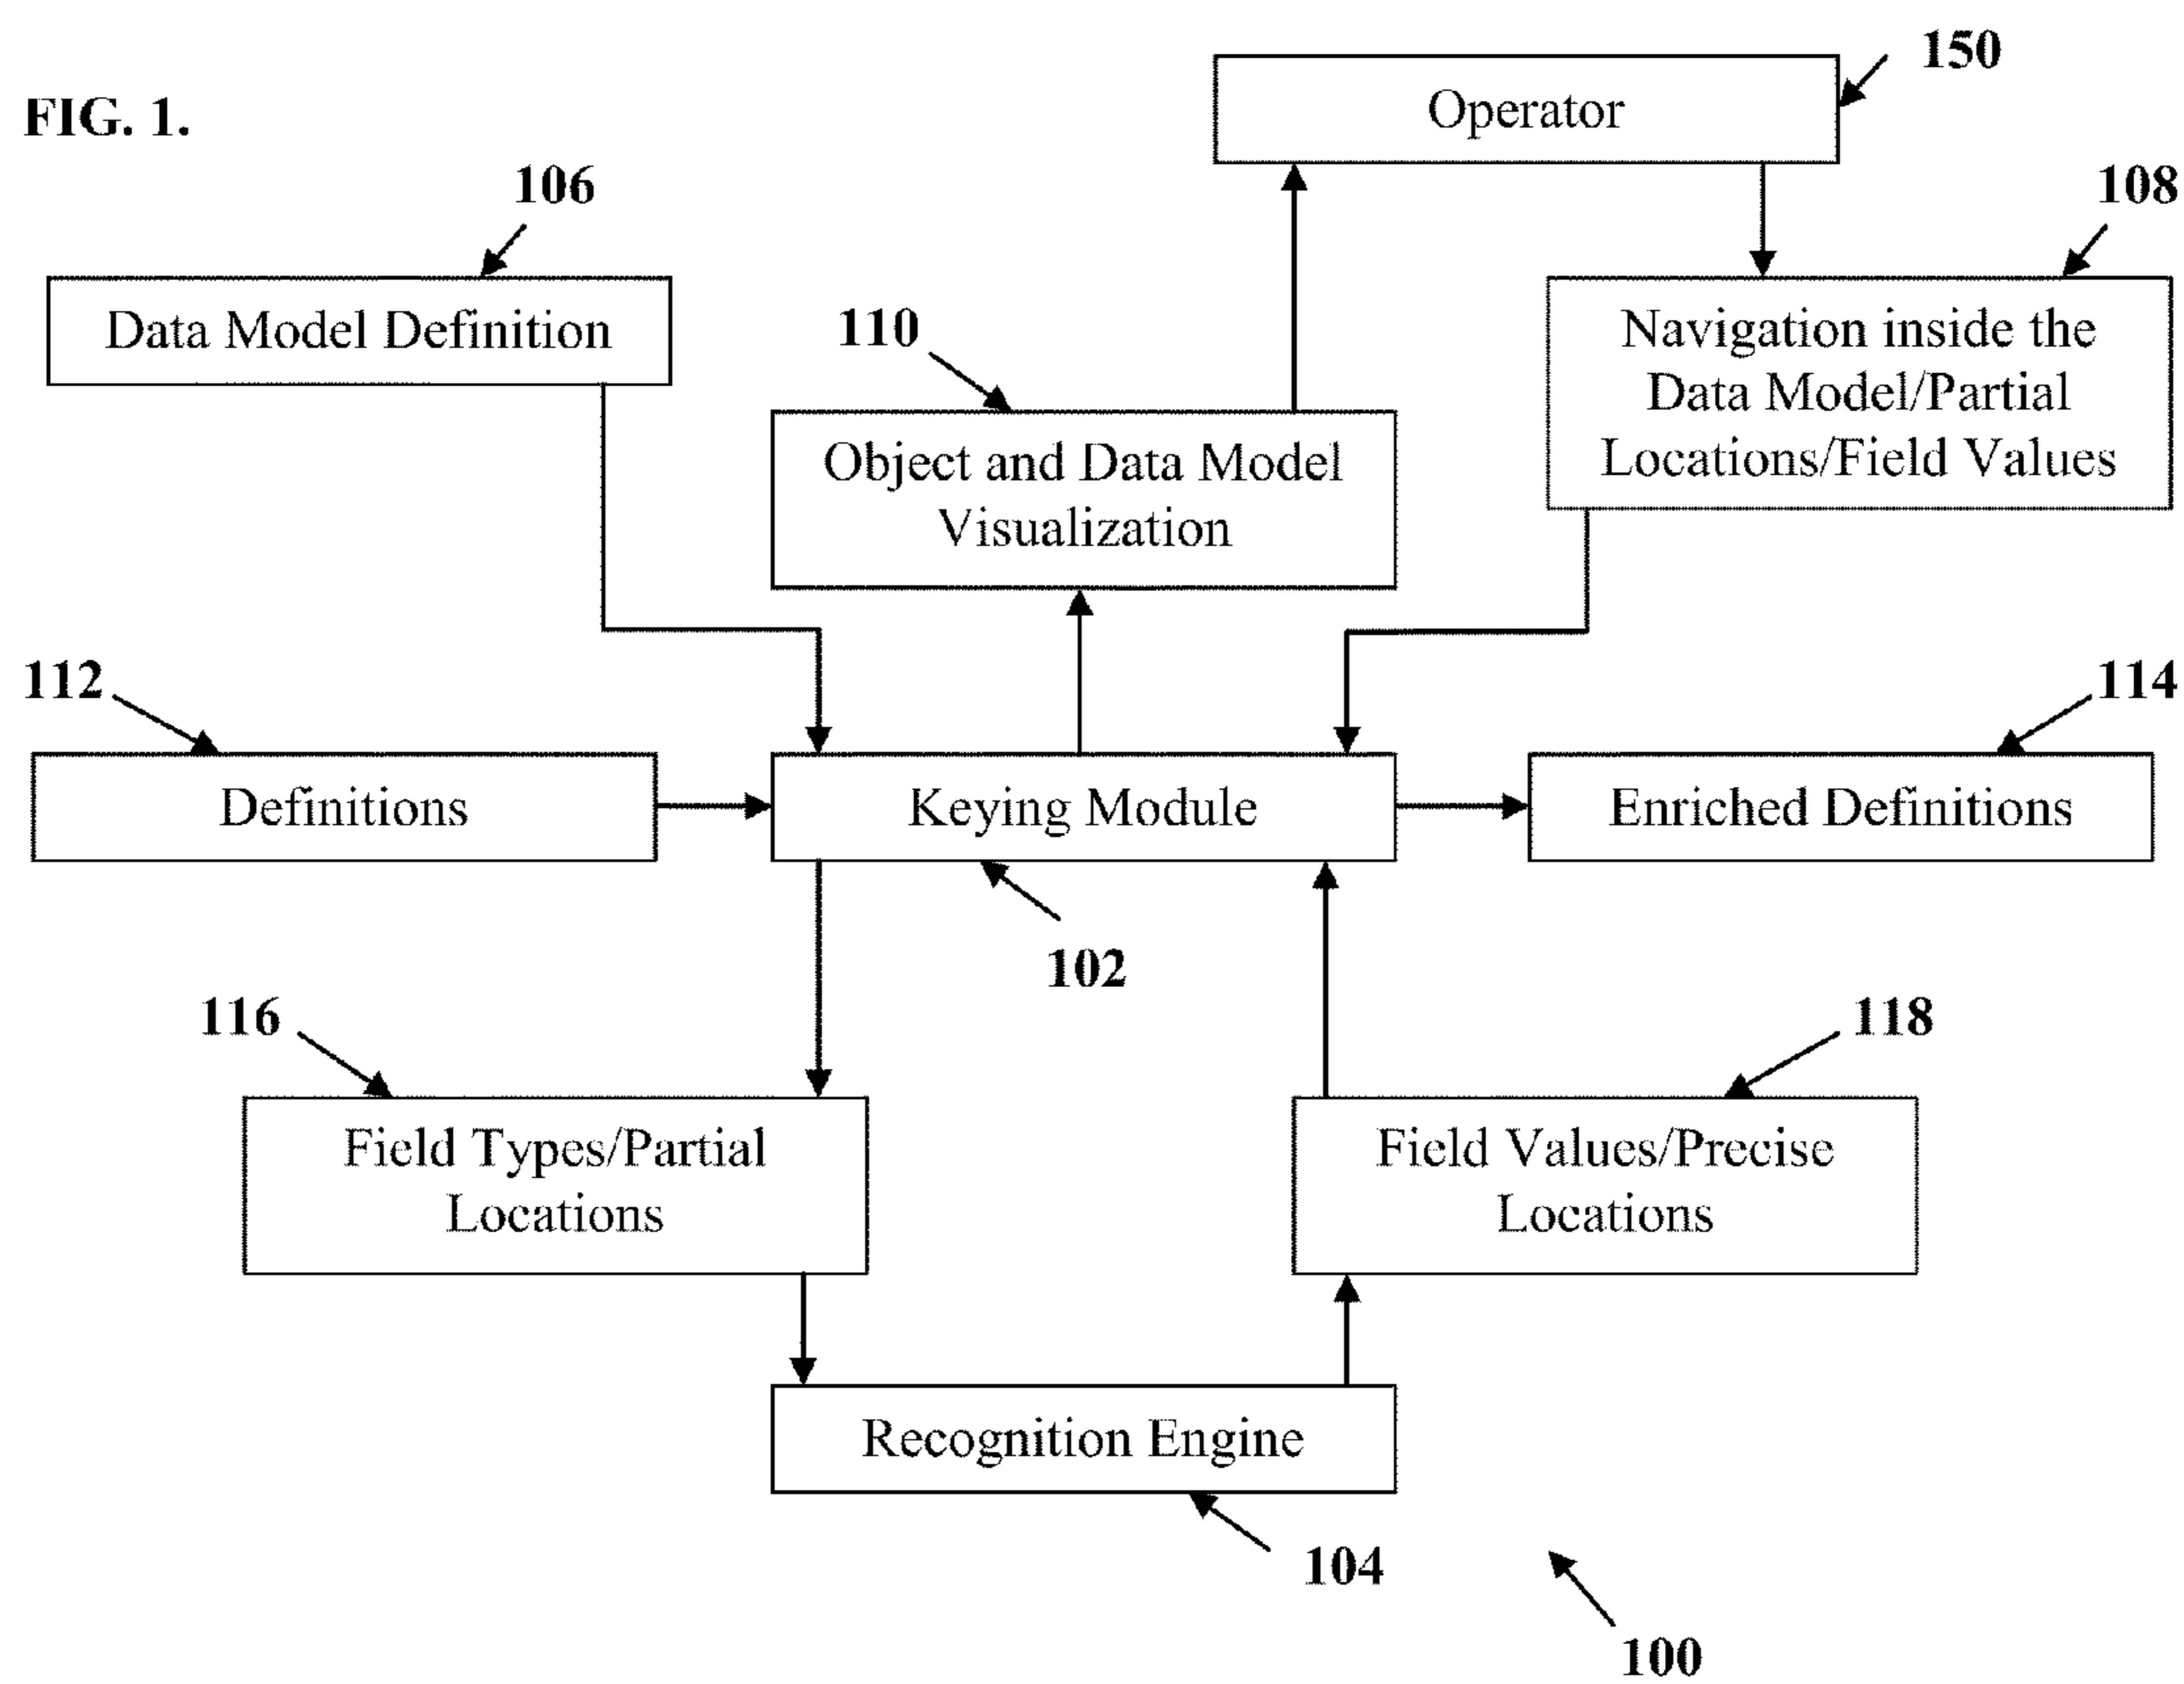 150
Operator
FIG. 1.
106
108
Data Model Definition
110
Navigation inside the
Data Model/Partial
Locations/Field Values
Object and Data Model
Visualization
112
114
Definitions
Keying Module
Enriched Definitions
102
116
118
Field Types/Partial
Locations
Field Values/Precise
Locations
Recognition Engine
104
100